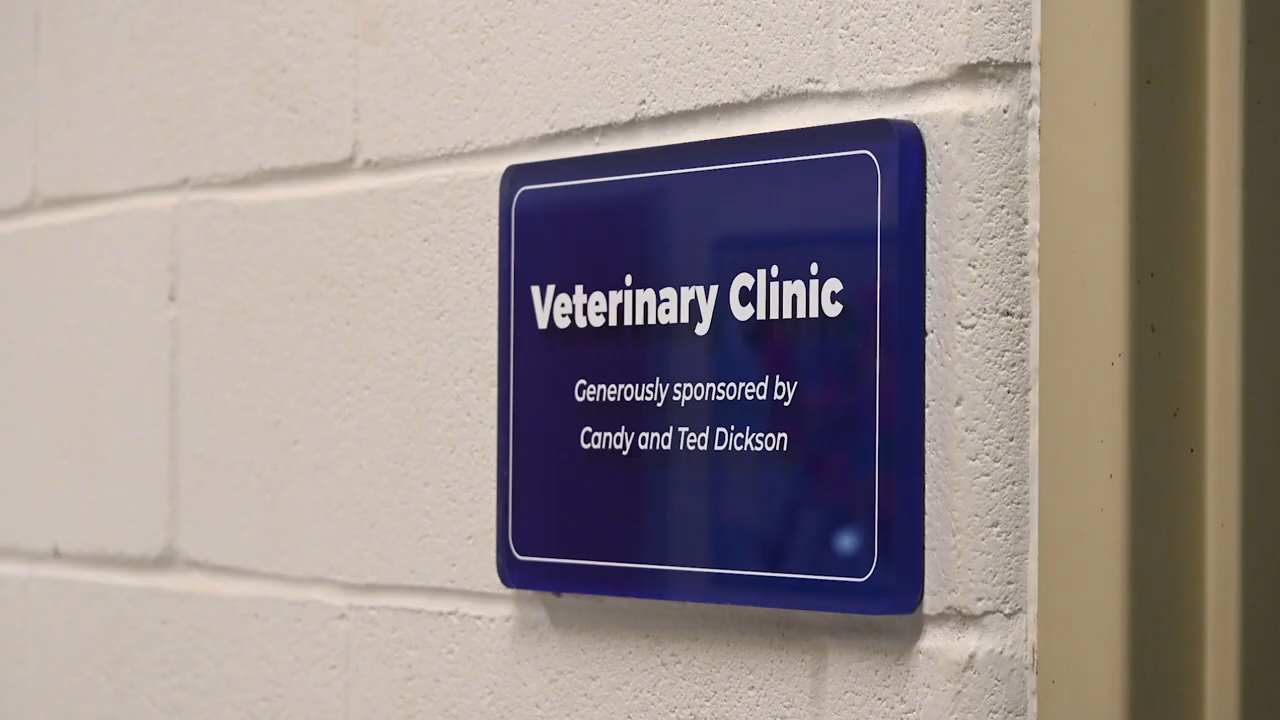 Veterinary Clinic
Generously sponsored by
Candy and Ted Dickson